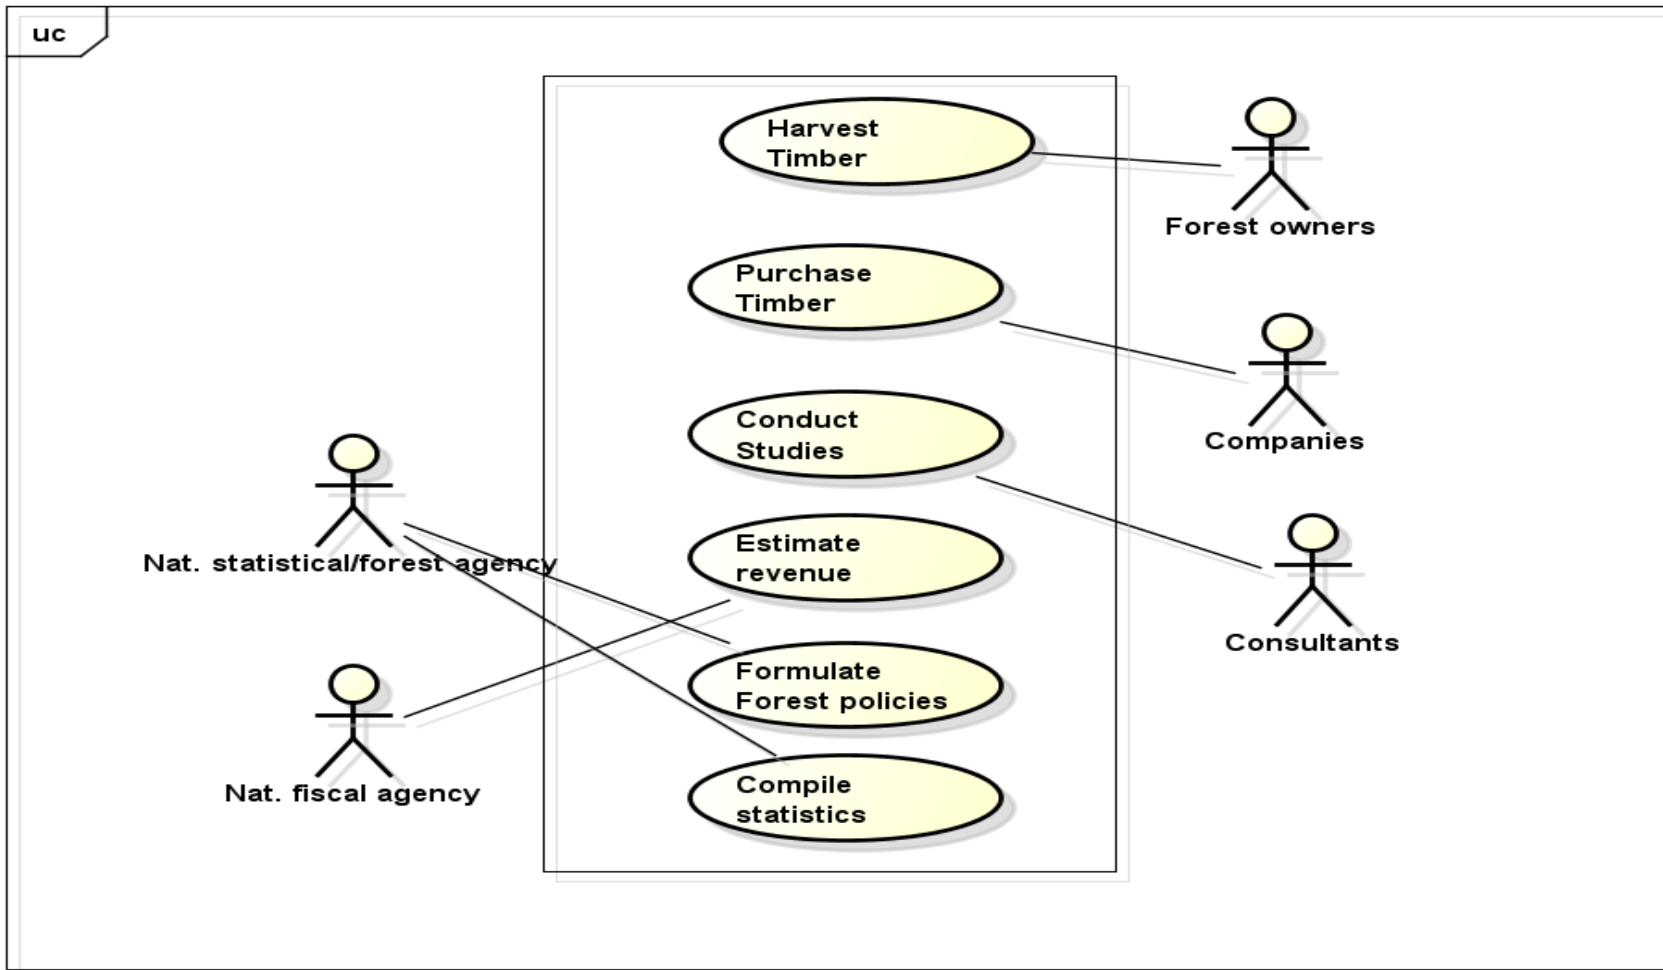 uc
Harvest
Timber
Forest owners
Purchase
Timber
Companies
Conduct
Studies
Nat. statistical/forest agency
Estimate
revenue
Consultants
Formulate
Forest policies
Nat. fiscal agency
Compile
statistics